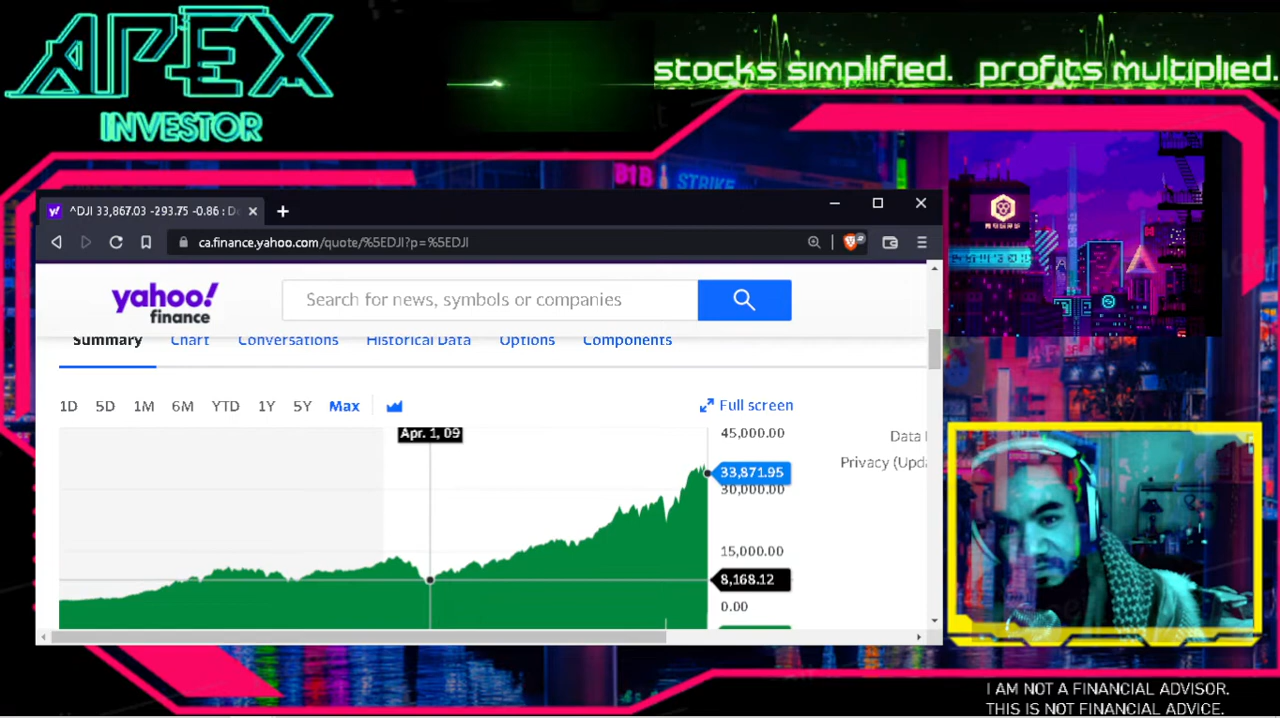 APEX
INVESTOR
stocks simplified. profits multiplied.
B1B
STRIKE
^DJI 33,867.03 -293.75 -0.86 : D
ca.finance.yahoo.com/quote/%5EDJI?p=%5EDJI
yahoo!
finance
Search for news, symbols or companies
Summary Chart Conversations Historical Data Options Components
1D 5D 1M 6M YTD 1Y 5Y Max Full screen
Apr. 1, 09
45,000.00
33,871.95
30,000.00
15,000.00
8,168.12
0.00
Data
Privacy (Upda
I AM NOT A FINANCIAL ADVISOR.
THIS IS NOT FINANCIAL ADVICE.